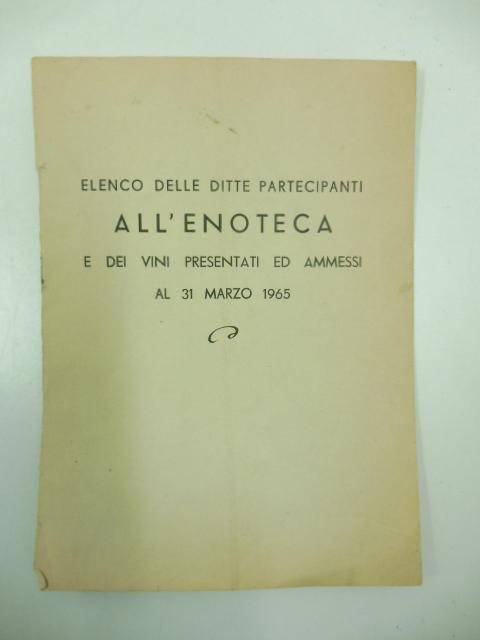 ELENCO DELLE DITTE PARTECIPANTI
ALL'ENOTECA
E DEI VINI PRESENTATI ED AMMESSI
AL 31 MARZO 1965